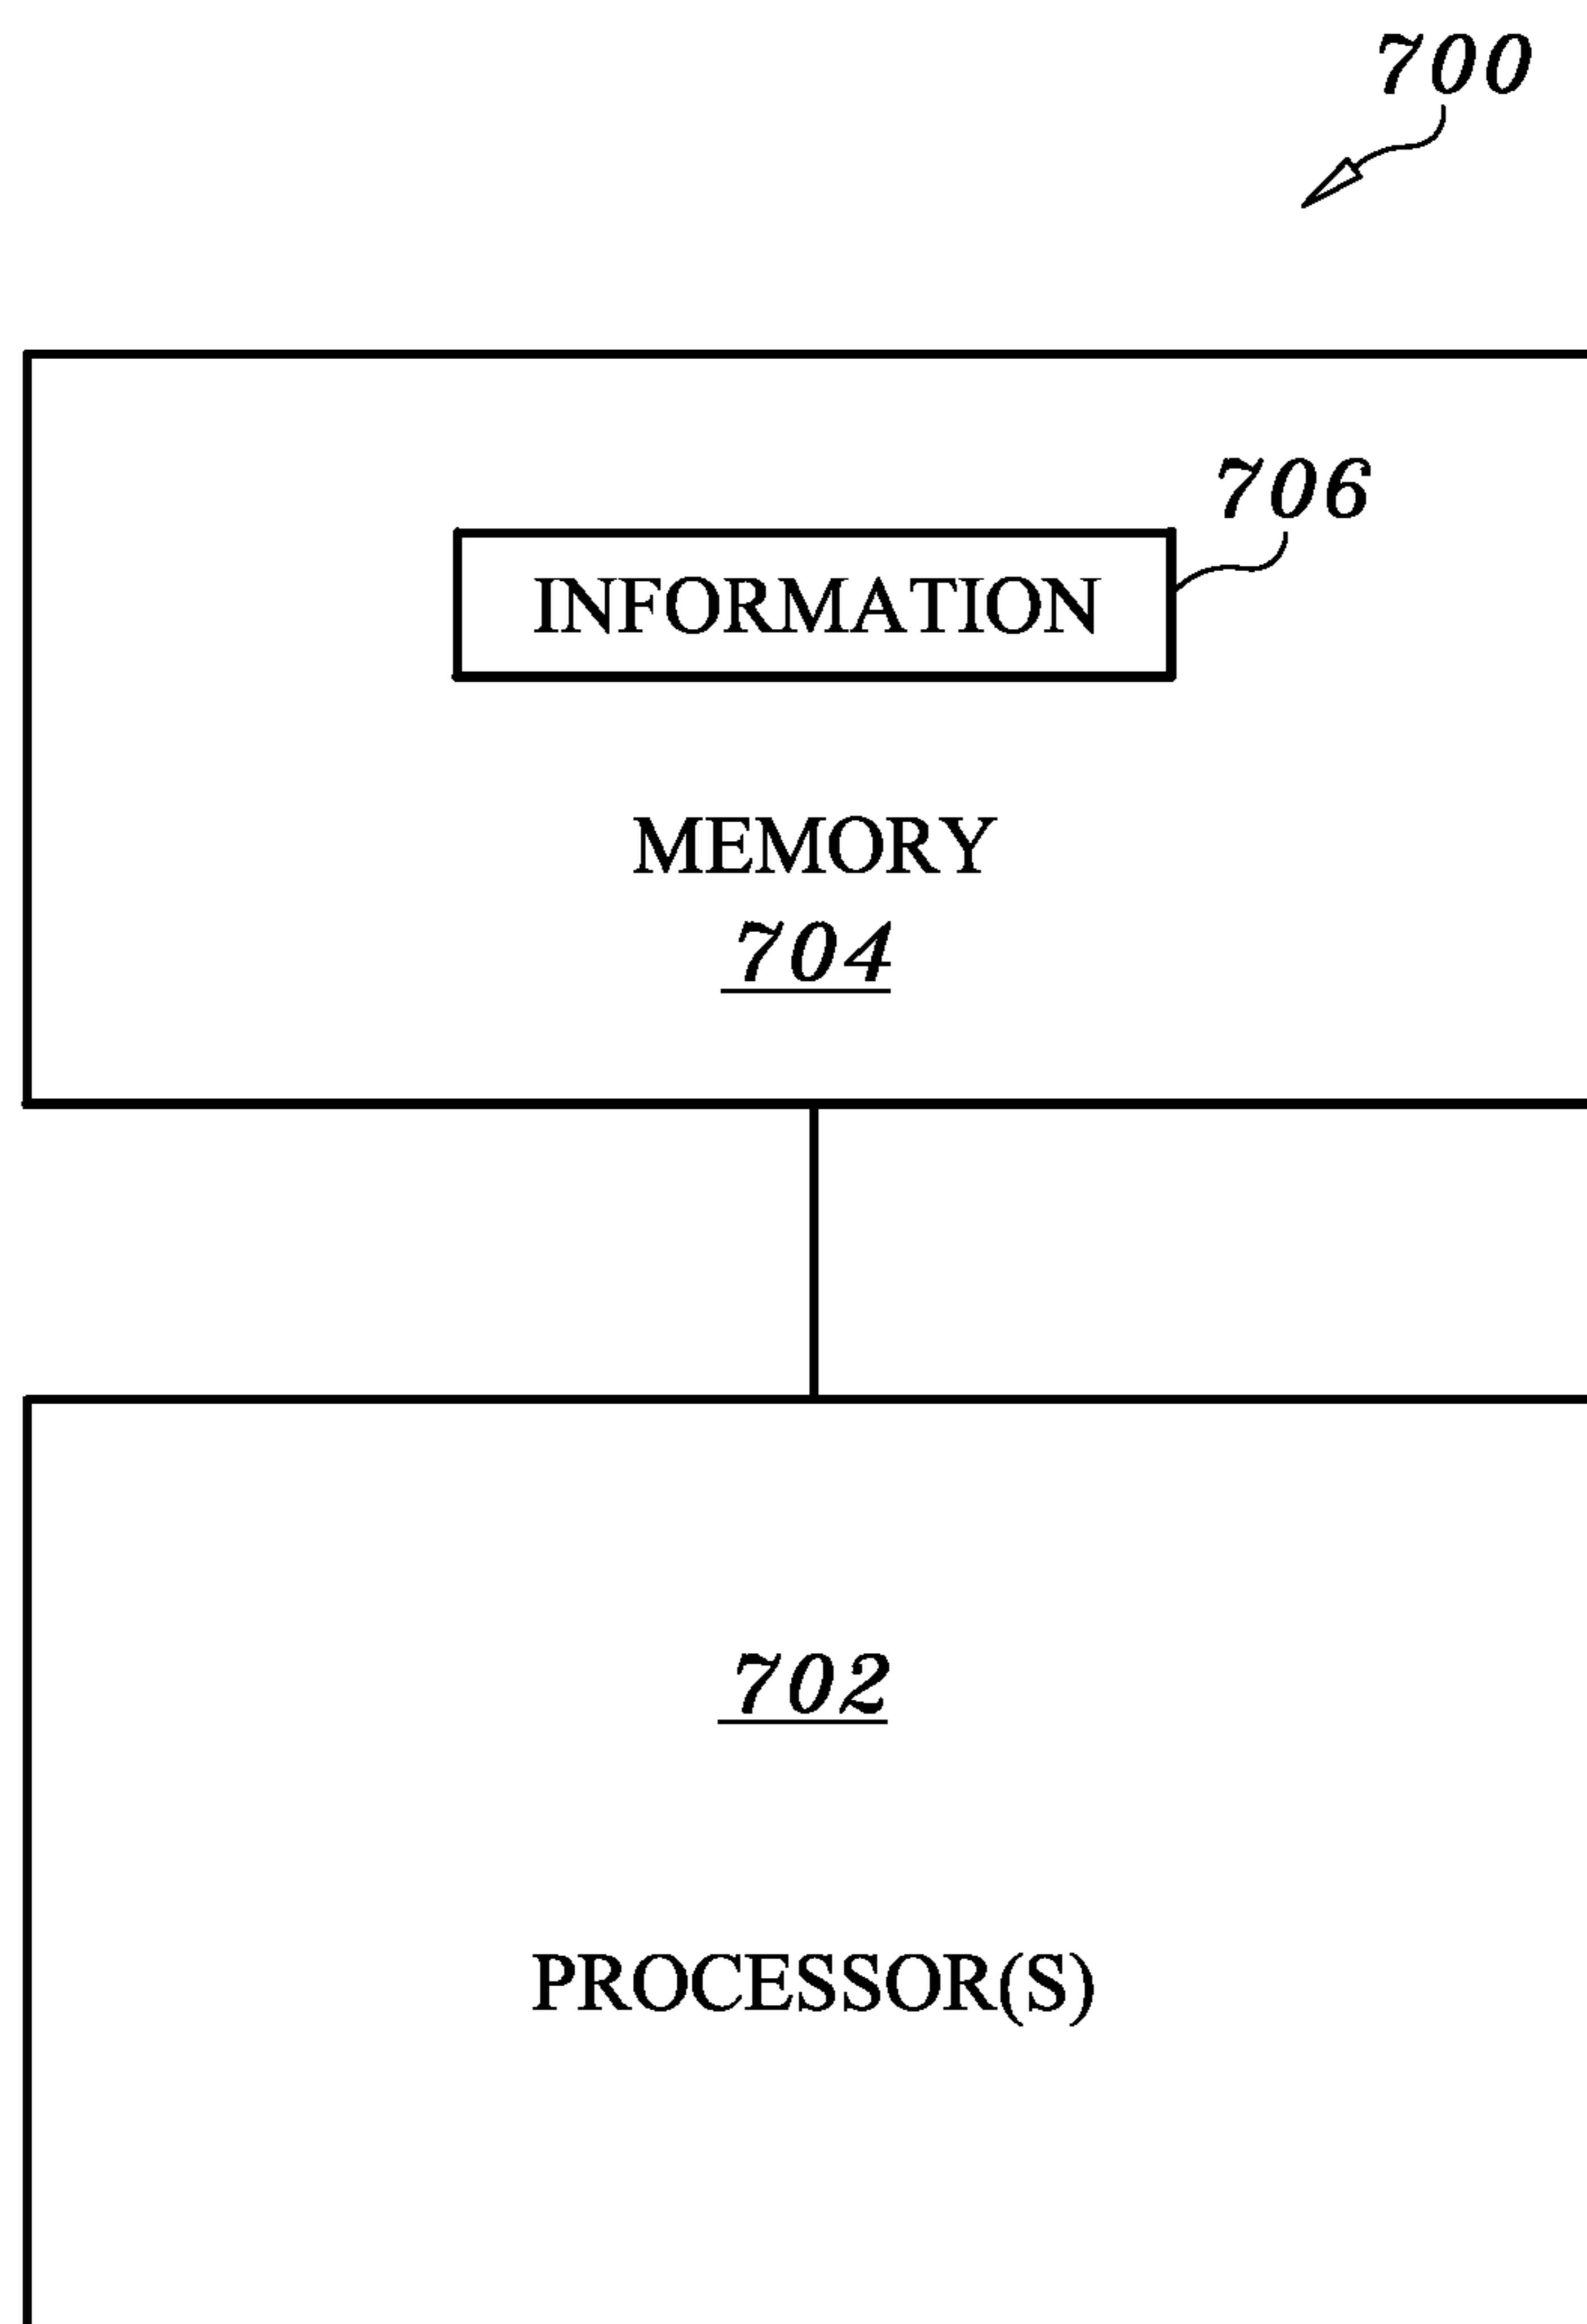 700
706
INFORMATION
MEMORY
704
702
PROCESSOR(S)